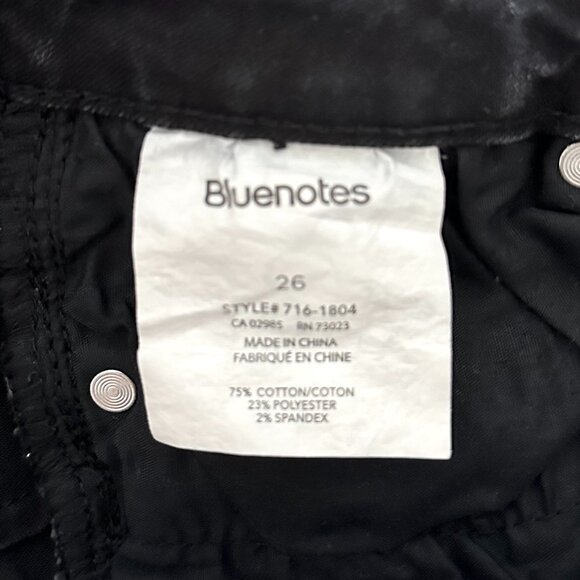 Bluenotes
26
STYLE# 716-1804
CA 02985 RN 73023
MADE IN CHINA
FABRIQUÉ EN CHINE
75% COTTON/COTON
23% POLYESTER
2% SPANDEX